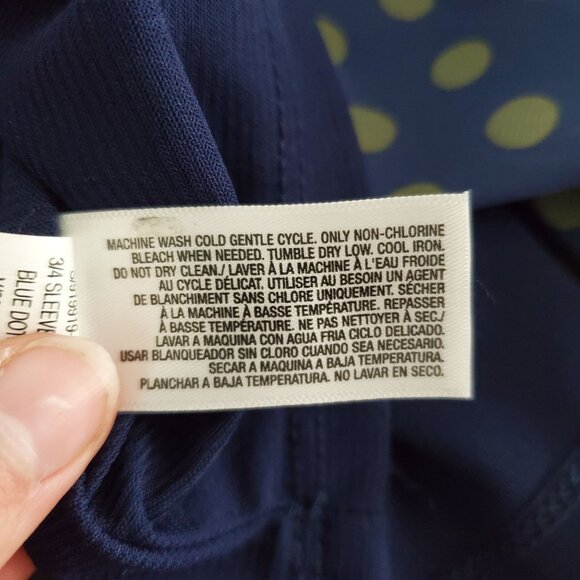 MACHINE WASH COLD GENTLE CYCLE. ONLY NON-CHLORINE
BLEACH WHEN NEEDED. TUMBLE DRY LOW. COOL IRON.
DO NOT DRY CLEAN./ LAVER À LA MACHINE À L'EAU FROIDE
AU CYCLE DÉLICAT. UTILISER AU BESOIN UN AGENT
DE BLANCHIMENT SANS CHLORE UNIQUEMENT. SÉCHER
À LA MACHINE À BASSE TEMPÉRATURE. REPASSER
À BASSE TEMPÉRATURE. NE PAS NETTOYER À SEC./
LAVAR A MAQUINA CON AGUA FRIA CICLO DELICADO.
USAR BLANQUEADOR SIN CLORO CUANDO SEA NECESARIO.
SECAR A MAQUINA A BAJA TEMPERATURA.
PLANCHAR A BAJA TEMPERATURA. NO LAVAR EN SECO.
3/4 SLEEVE
BLUE